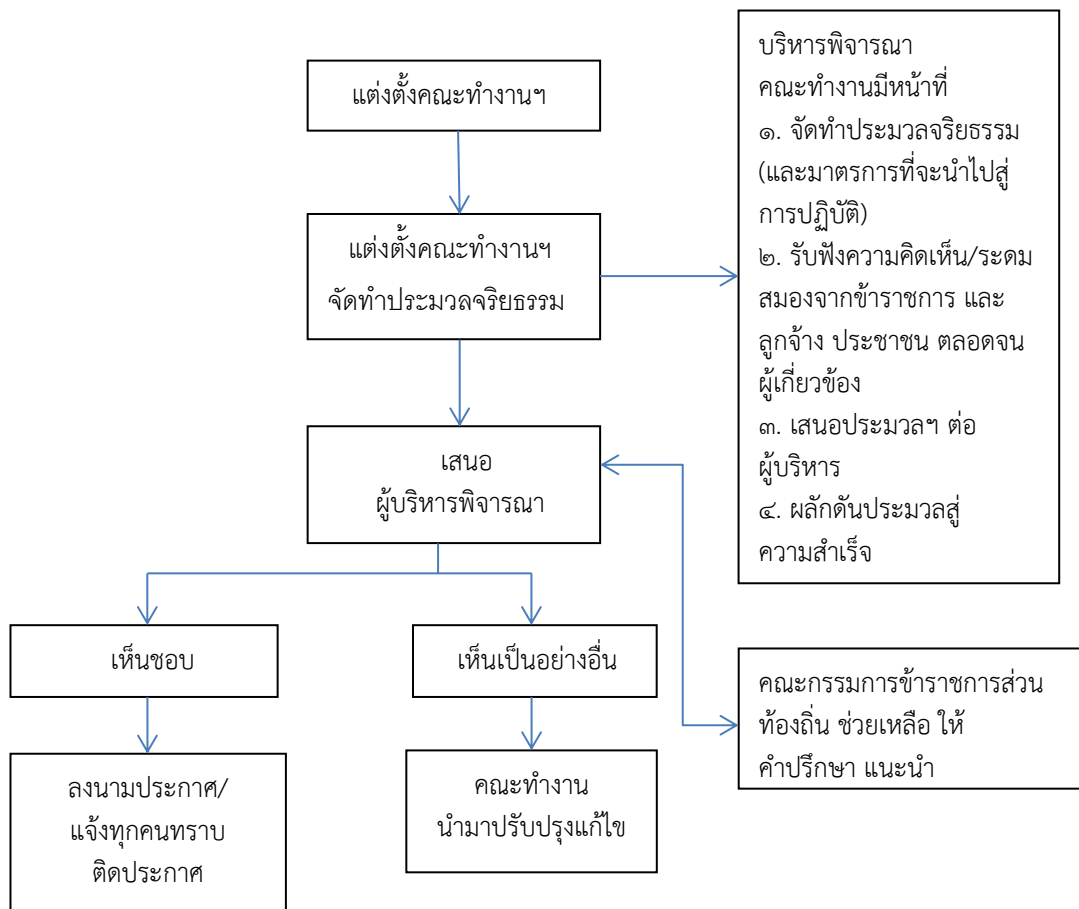 แต่งตั้งคณะทำงานฯ
แต่งตั้งคณะทำงานฯ
จัดทำประมวลจริยธรรม
บริหารพิจารณา
คณะทำงานมีหน้าที่
๑. จัดทำประมวลจริยธรรม
(และมาตรการที่จะนำไปสู่
การปฏิบัติ)
๒. รับฟังความคิดเห็น/ระดม
สมองจากข้าราชการ และ
ลูกจ้าง ประชาชน ตลอดจน
ผู้เกี่ยวข้อง
๓. เสนอประมวลฯ ต่อ
ผู้บริหาร
๔. ผลักดันประมวลสู่
ความสำเร็จ
เสนอ
ผู้บริหารพิจารณา
เห็นชอบ
เห็นเป็นอย่างอื่น
คณะกรรมการข้าราชการส่วน
ท้องถิ่น ช่วยเหลือ ให้
คำปรึกษา แนะนำ
ลงนามประกาศ/
แจ้งทุกคนทราบ
ติดประกาศ
คณะทำงาน
นำมาปรับปรุงแก้ไข